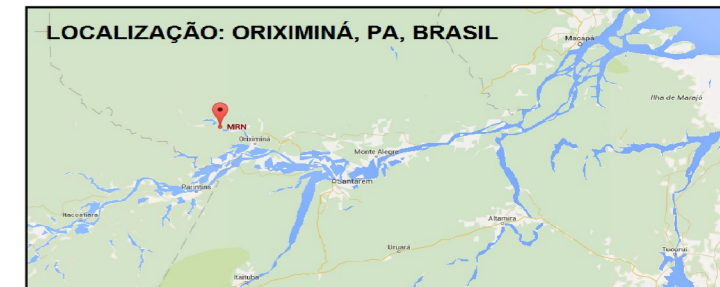 LOCALIZAÇÃO: ORIXIMINÁ, PA, BRASIL
Macapá
Ilha de Marajó
MRN
Oriximiná
Monte Alegre
Santarém
Parintins
Itacoatiara
Altamira
Uruará
Tucuruí
Itaituba